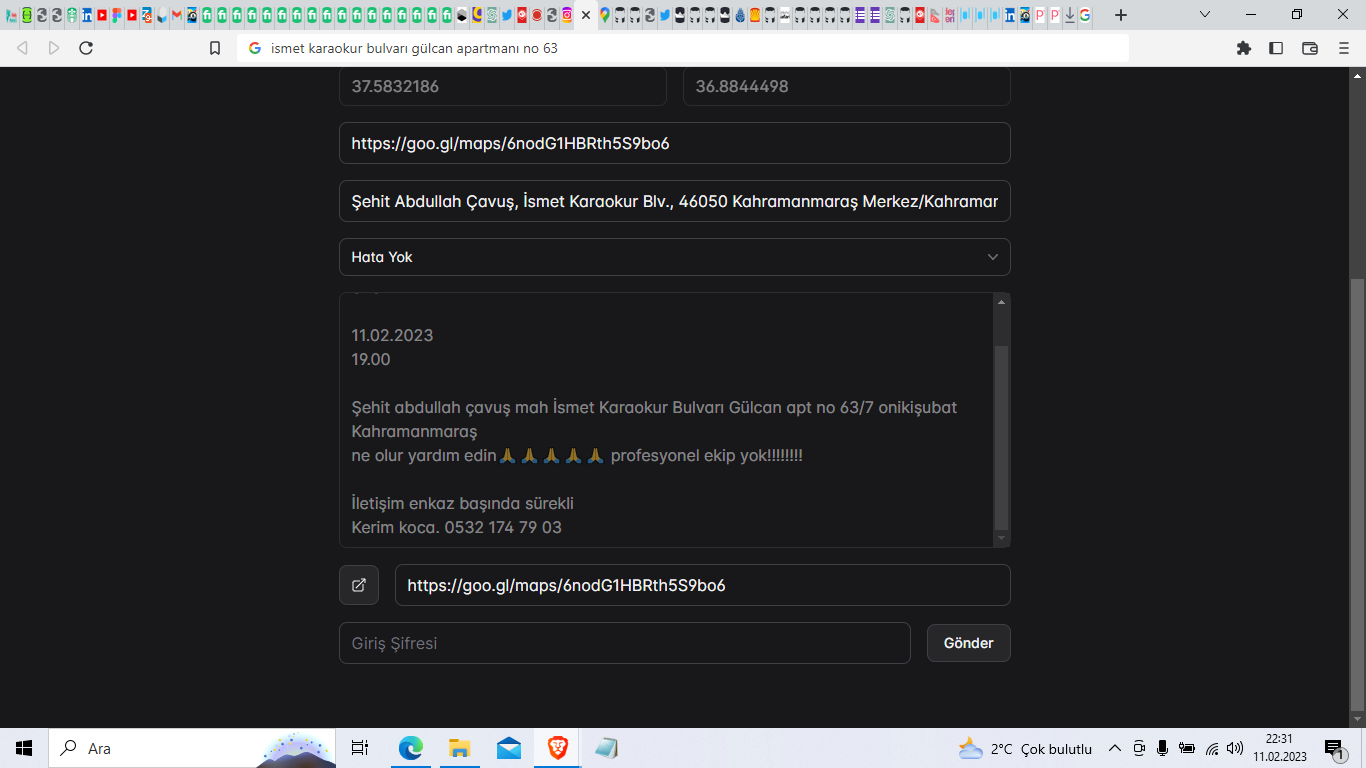 ismet karaokur bulvarı gülcan apartmanı no 63
37.5832186
36.8844498
https://goo.gl/maps/6nodG1HBRth5S9bo6
Şehit Abdullah Çavuş, İsmet Karaokur Blv., 46050 Kahramanmaraş Merkez/Kahramar
Hata Yok
11.02.2023
19.00
Şehit abdullah çavuş mah İsmet Karaokur Bulvarı Gülcan apt no 63/7 onikişubat
Kahramanmaraş
ne olur yardım edin🙏🙏🙏🙏🙏 profesyonel ekip yok!!!!!!!!
İletişim enkaz başında sürekli
Kerim koca. 0532 174 79 03
https://goo.gl/maps/6nodG1HBRth5S9bo6
Giriş Şifresi
Gönder
Ara
2°C Çok bulutlu
22:31
11.02.2023
1